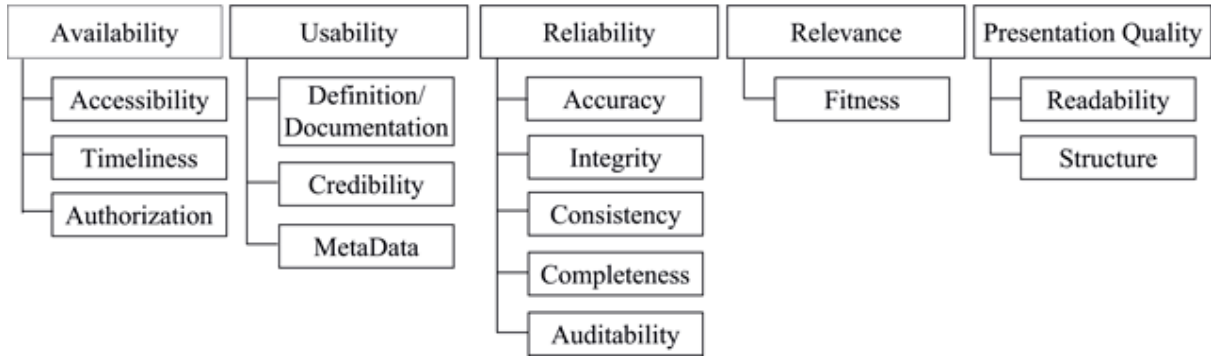 Availability
Accessibility
Timeliness
Authorization
Usability
Definition/
Documentation
Credibility
MetaData
Reliability
Accuracy
Integrity
Consistency
Completeness
Auditability
Relevance
Fitness
Presentation Quality
Readability
Structure